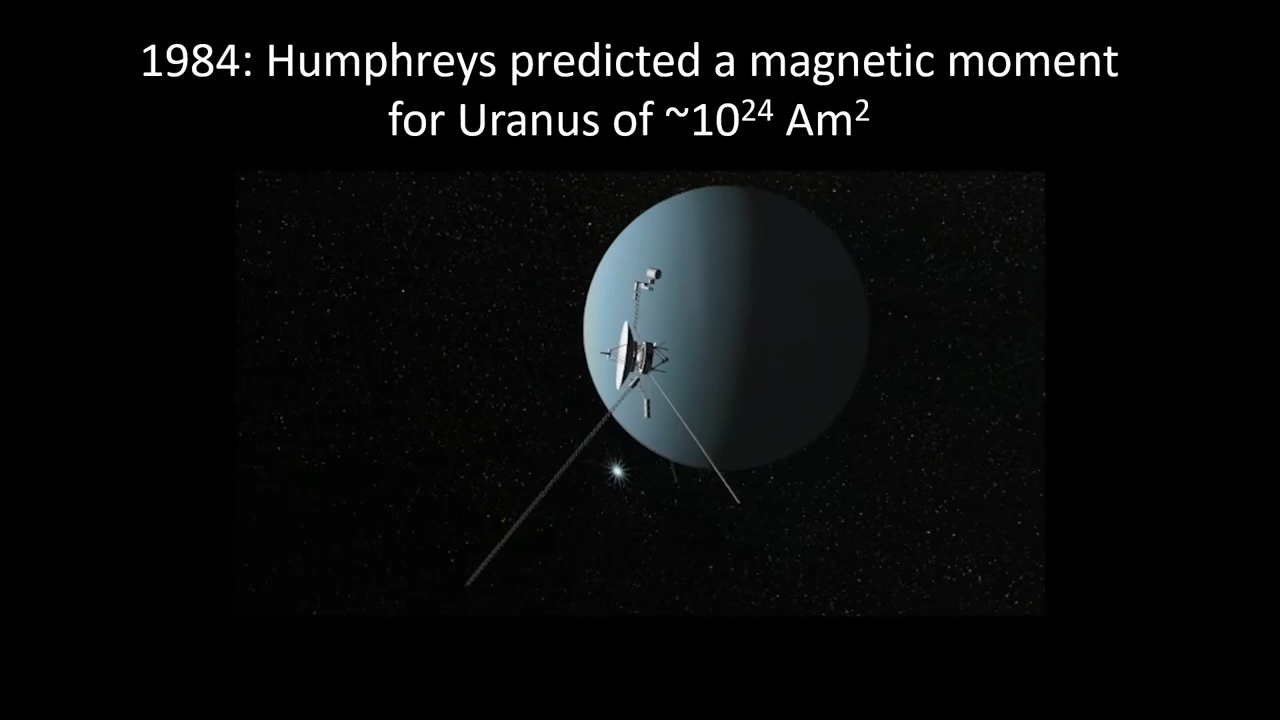 1984: Humphreys predicted a magnetic moment
for Uranus of ~10²⁴ Am²